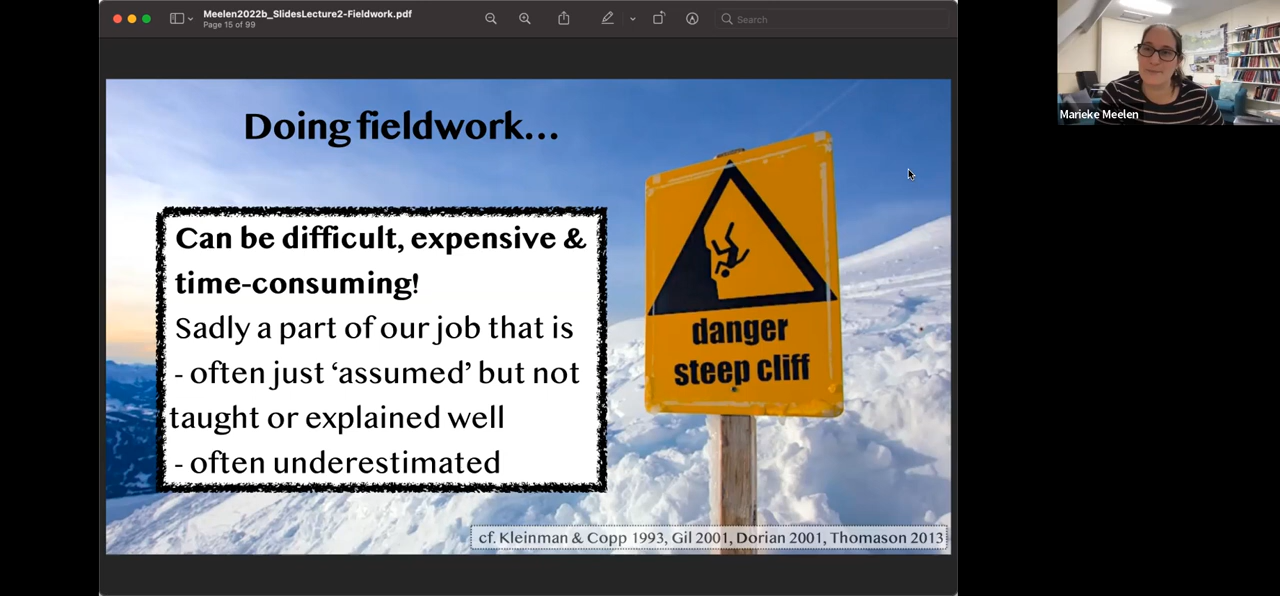 Meelen2022b_SlidesLecture2-Fieldwork.pdf
Page 15 of 99
Search
Doing fieldwork...
Can be difficult, expensive &
time-consuming!
Sadly a part of our job that is
- often just ‘assumed’ but not
taught or explained well
- often underestimated
danger
steep cliff
cf. Kleinman & Copp 1993, Gil 2001, Dorian 2001, Thomason 2013
Marieke Meelen